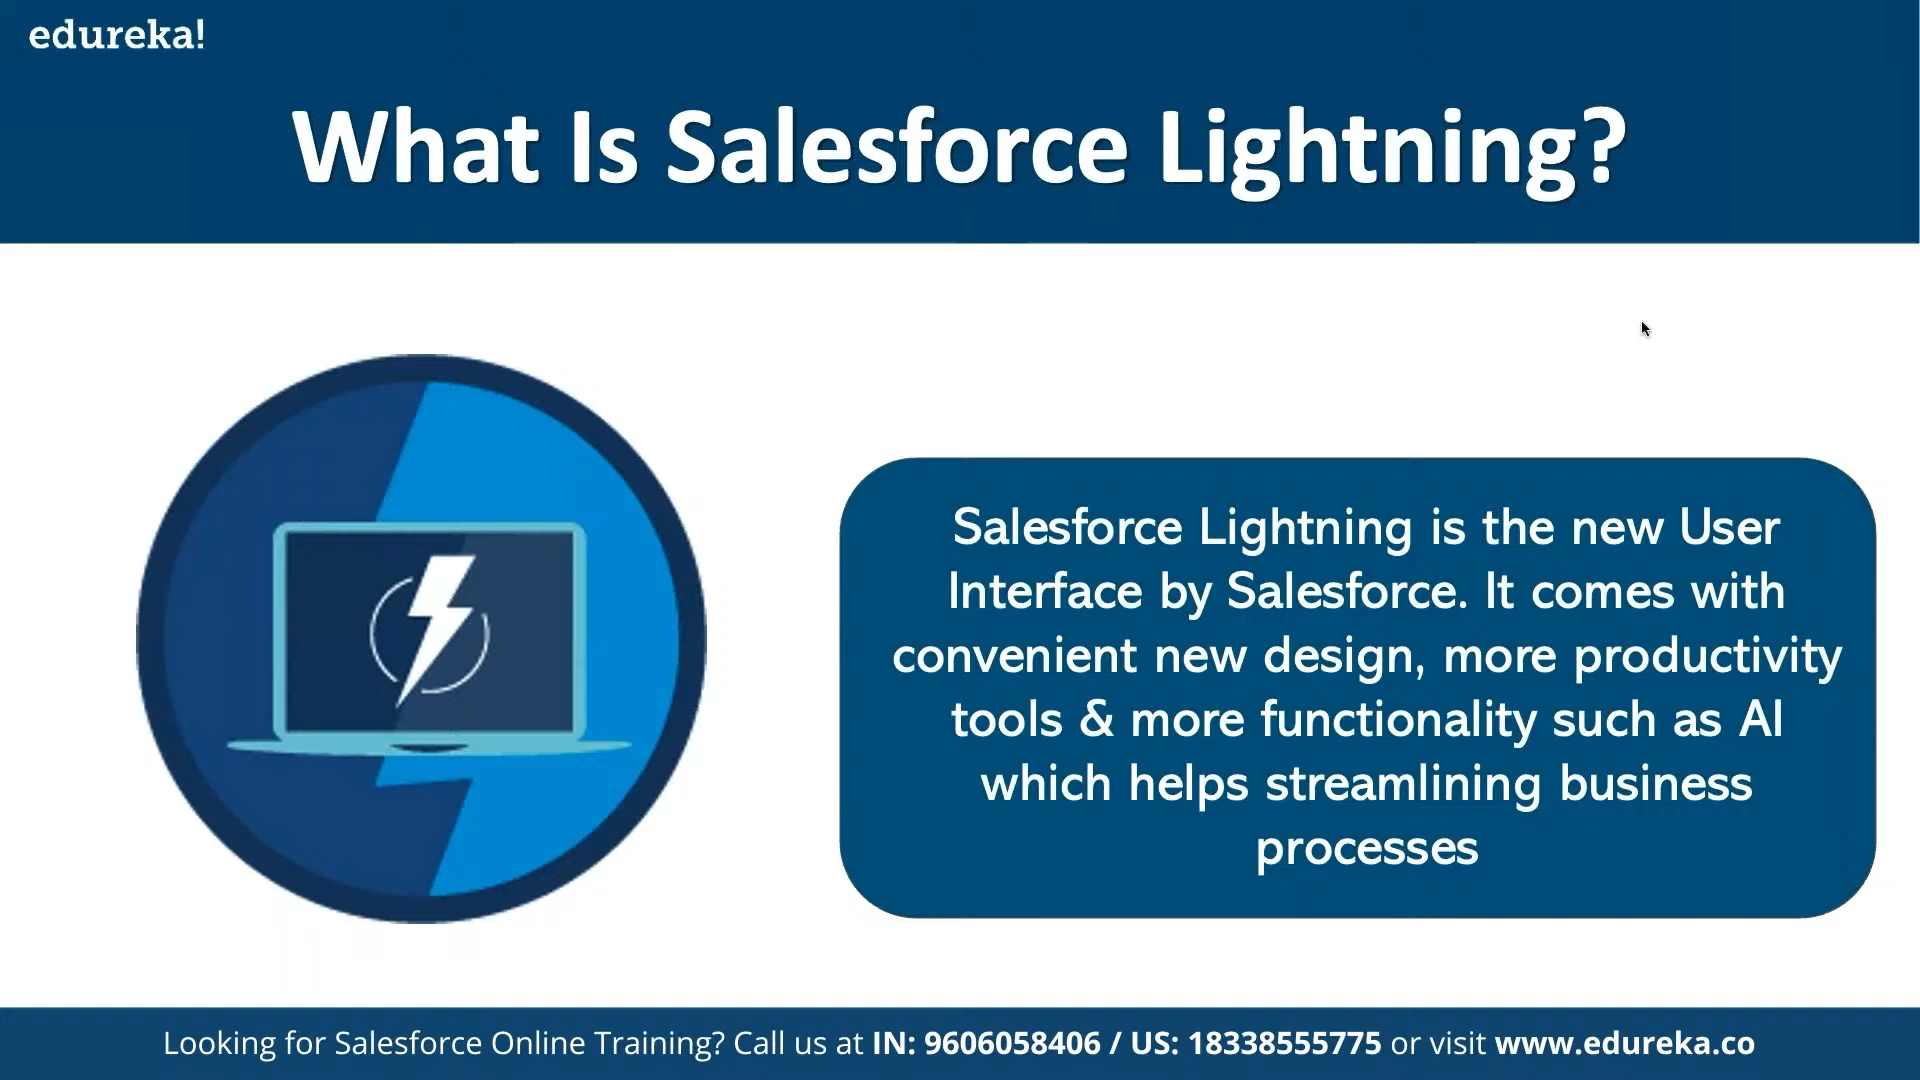 edureka!
What Is Salesforce Lightning?
Salesforce Lightning is the new User
Interface by Salesforce. It comes with
convenient new design, more productivity
tools & more functionality such as AI
which helps streamlining business
processes
Looking for Salesforce Online Training? Call us at IN: 9606058406 / US: 18338555775 or visit www.edureka.co